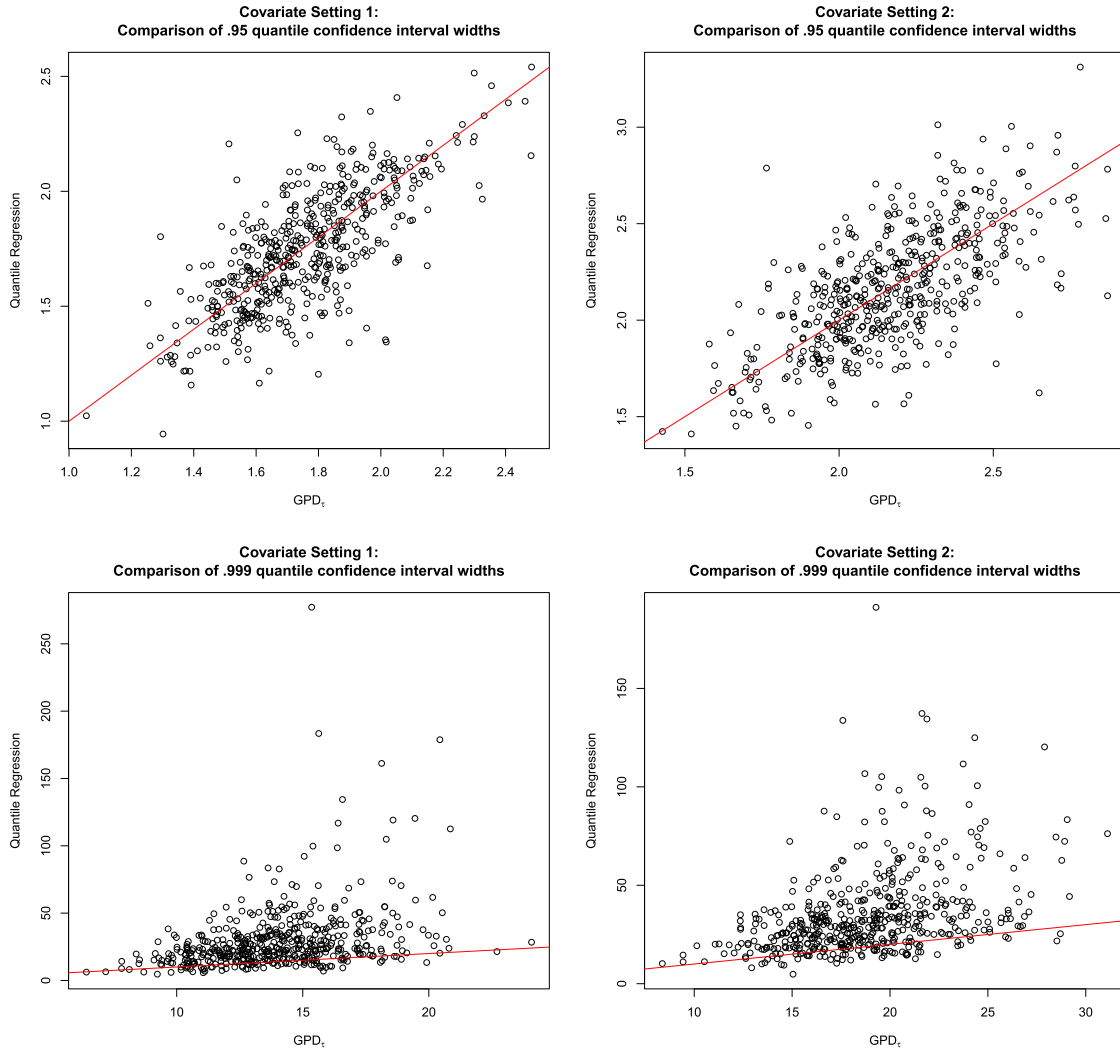 Covariate Setting 1:
Comparison of .95 quantile confidence interval widths
Quantile Regression
2.5
2.0
1.5
1.0
1.0 1.2 1.4 1.6 1.8 2.0 2.2 2.4
GPDτ
Covariate Setting 2:
Comparison of .95 quantile confidence interval widths
Quantile Regression
3.0
2.5
2.0
1.5
1.5 2.0 2.5
GPDτ
Covariate Setting 1:
Comparison of .999 quantile confidence interval widths
Quantile Regression
250
200
150
100
50
0
10 15 20
GPDτ
Covariate Setting 2:
Comparison of .999 quantile confidence interval widths
Quantile Regression
150
100
50
0
10 15 20 25 30
GPDτ